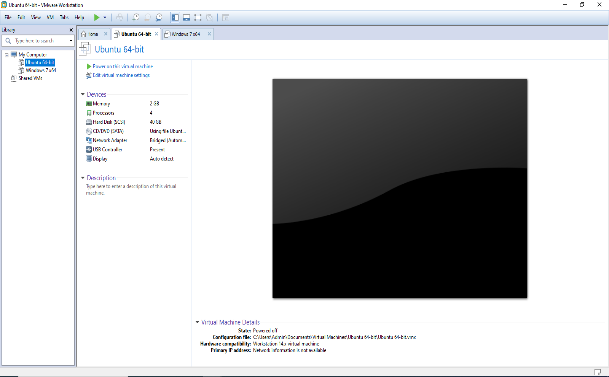 Ubuntu 64-bit - VMware Workstation
File Edit View VM Tabs Help
Library
Type here to search
My Computer
Ubuntu 64-bit
Windows 7 x64
Shared VMs
Home Ubuntu 64-bit Windows 7 x64
Ubuntu 64-bit
Power on this virtual machine
Edit virtual machine settings
Devices
Memory 2 GB
Processors 4
Hard Disk (SCSI) 40 GB
CD/DVD (SATA) Using file Ubunt...
Network Adapter Bridged (Autom...
USB Controller Present
Display Auto detect
Description
Type here to enter a description of this virtual
machine.
Virtual Machine Details
State: Powered off
Configuration file: C:\Users\Admin\Documents\Virtual Machines\Ubuntu 64-bit\Ubuntu 64-bit.vmx
Hardware compatibility: Workstation 14.x virtual machine
Primary IP address: Network information is not available